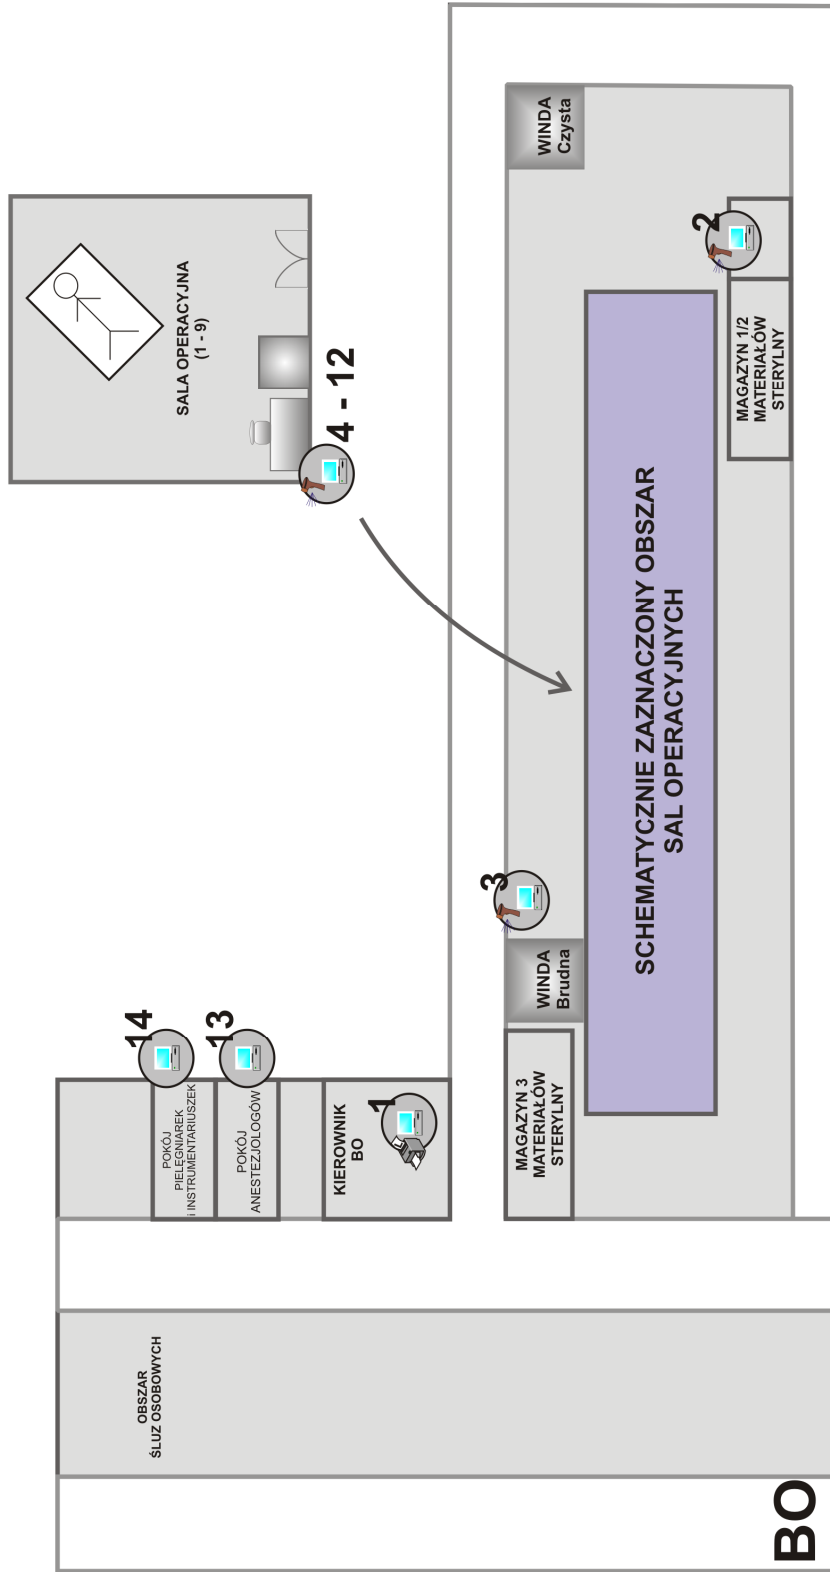 SALA OPERACYJNA
(1 - 9)
4 - 12
WINDA
Czysta
2
MAGAZYN 1/2
MATERIAŁÓW
STERYLNY
SCHEMATYCZNIE ZAZNACZONY OBSZAR
SAL OPERACYJNYCH
3
WINDA
Brudna
MAGAZYN 3
MATERIAŁÓW
STERYLNY
14
POKÓJ
PIELĘGNIAREK
i INSTRUMENTARIUSZEK
13
POKÓJ
ANESTEZJOLOGÓW
1
KIEROWNIK
BO
OBSZAR
ŚLUZ OSOBOWYCH
BO